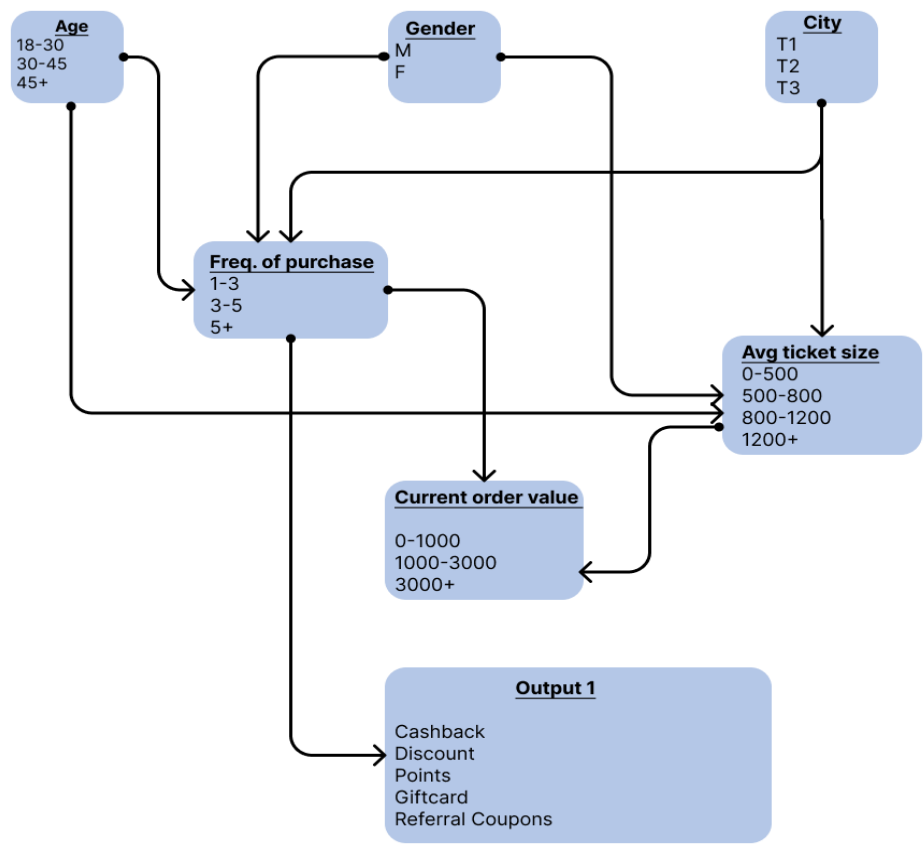 Age
18-30
30-45
45+
Gender
M
F
City
T1
T2
T3
Freq. of purchase
1-3
3-5
5+
Avg ticket size
0-500
500-800
800-1200
1200+
Current order value
0-1000
1000-3000
3000+
Output 1
Cashback
Discount
Points
Giftcard
Referral Coupons